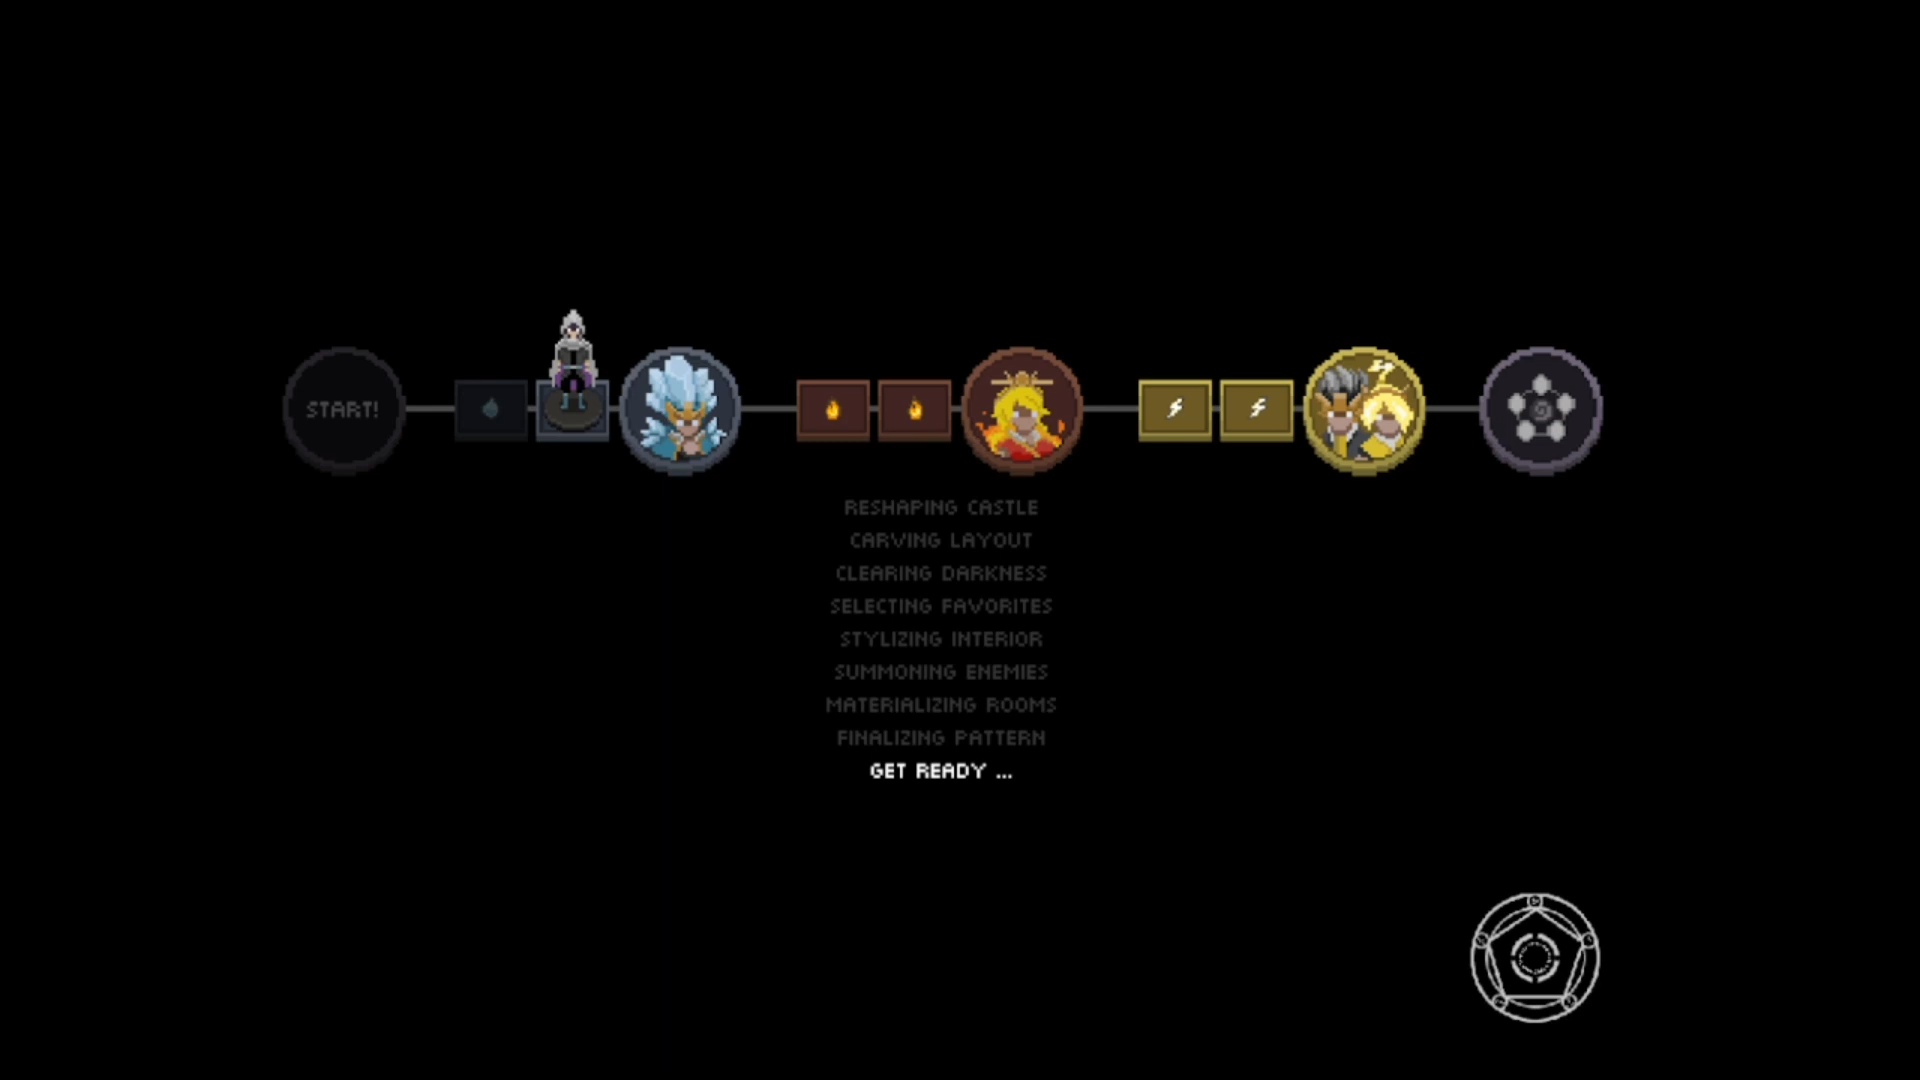 START!
RESHAPING CASTLE
CARVING LAYOUT
CLEARING DARKNESS
SELECTING FAVORITES
STYLIZING INTERIOR
SUMMONING ENEMIES
MATERIALIZING ROOMS
FINALIZING PATTERN
GET READY ...